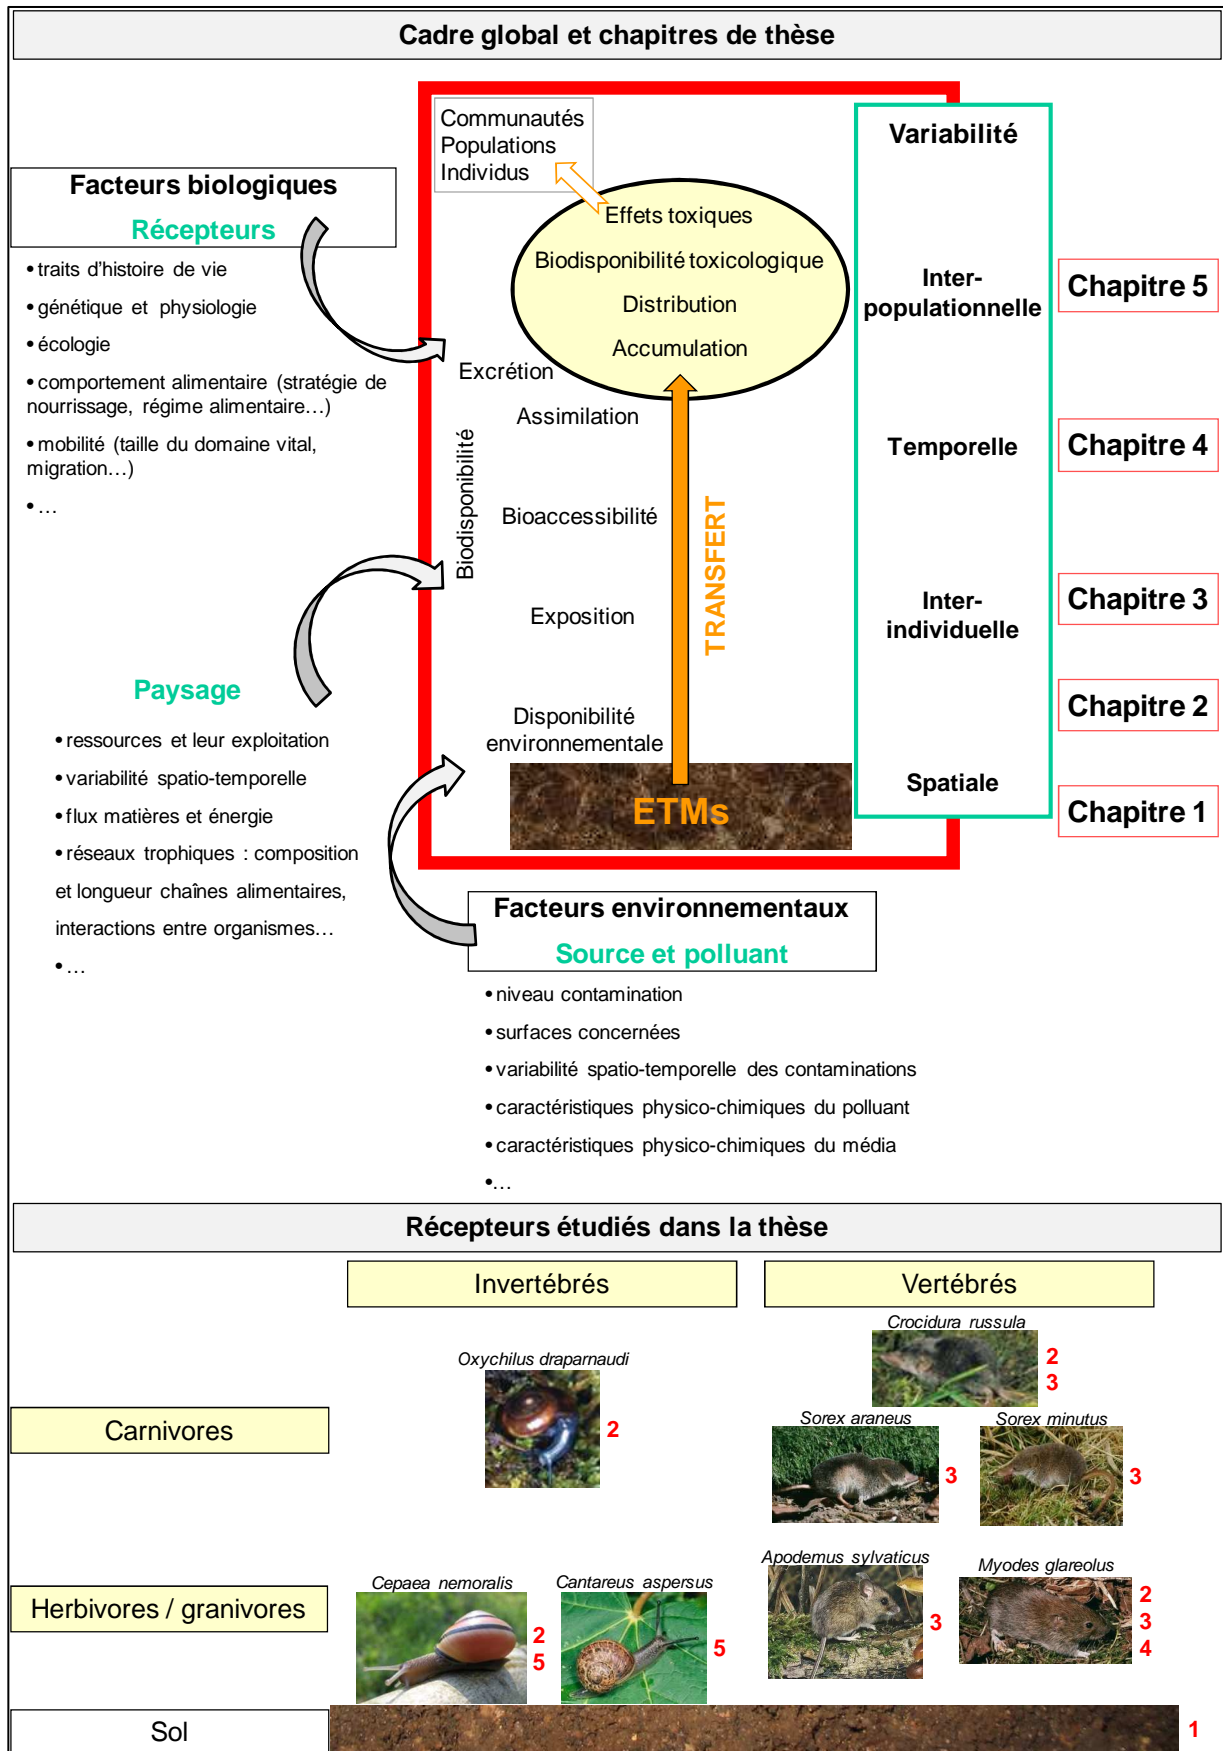 Cadre global et chapitres de thèse
Communautés
Populations
Individus
Facteurs biologiques
Récepteurs
• traits d'histoire de vie
• génétique et physiologie
• écologie
• comportement alimentaire (stratégie de
nourrissage, régime alimentaire…)
• mobilité (taille du domaine vital,
migration…)
• …
Effets toxiques
Biodisponibilité toxicologique
Distribution
Accumulation
Excrétion
Assimilation
Biodisponibilité
Bioaccessibilité
TRANSFERT
Exposition
Disponibilité
environnementale
ETMs
Variabilité
Inter-
populationnelle
Temporelle
Inter-
individuelle
Spatiale
Chapitre 5
Chapitre 4
Chapitre 3
Chapitre 2
Chapitre 1
Paysage
• ressources et leur exploitation
• variabilité spatio-temporelle
• flux matières et énergie
• réseaux trophiques : composition
et longueur chaînes alimentaires,
interactions entre organismes…
• …
Facteurs environnementaux
Source et polluant
• niveau contamination
• surfaces concernées
• variabilité spatio-temporelle des contaminations
• caractéristiques physico-chimiques du polluant
• caractéristiques physico-chimiques du média
•…
Récepteurs étudiés dans la thèse
Invertébrés
Vertébrés
Carnivores
Oxychilus draparnaudi
2
Crocidura russula
2
3
Sorex araneus
3
Sorex minutus
3
Herbivores / granivores
Cepaea nemoralis
2
5
Cantareus aspersus
5
Apodemus sylvaticus
3
Myodes glareolus
2
3
4
Sol
1